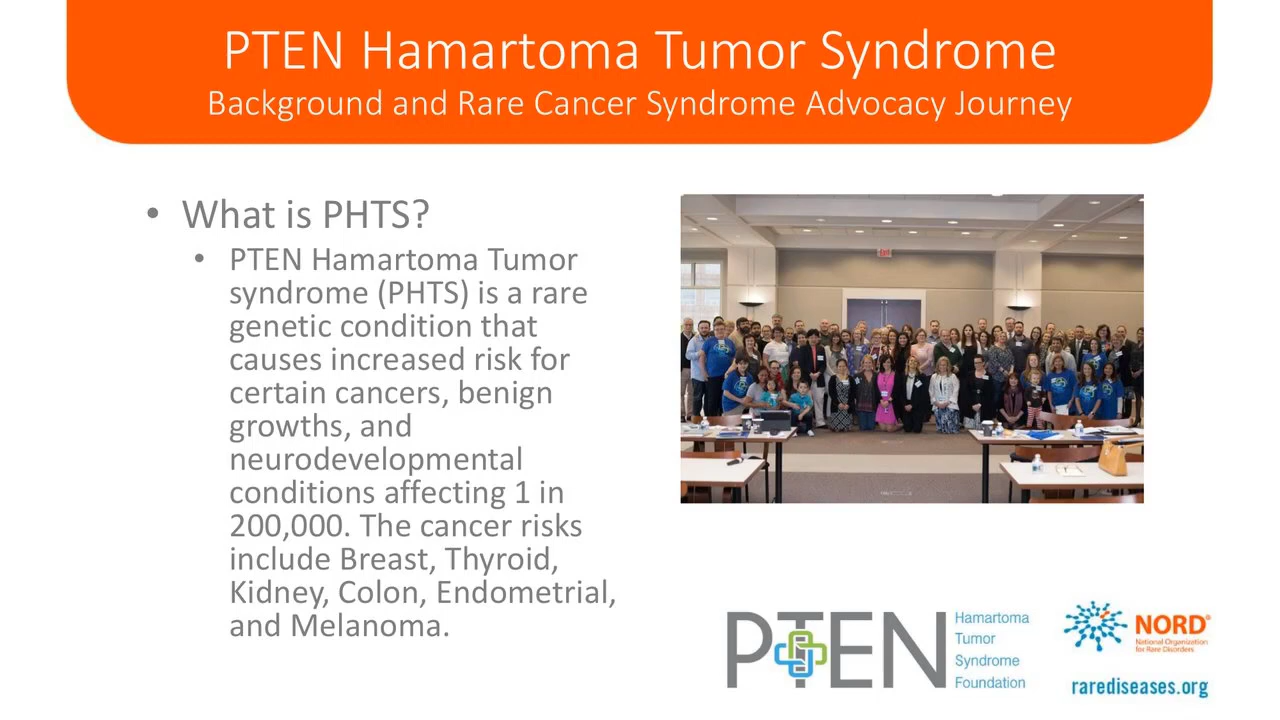 PTEN Hamartoma Tumor Syndrome
Background and Rare Cancer Syndrome Advocacy Journey
• What is PHTS?
• PTEN Hamartoma Tumor
syndrome (PHTS) is a rare
genetic condition that
causes increased risk for
certain cancers, benign
growths, and
neurodevelopmental
conditions affecting 1 in
200,000. The cancer risks
include Breast, Thyroid,
Kidney, Colon, Endometrial,
and Melanoma.
PTEN
Hamartoma
Tumor
Syndrome
Foundation
NORD®
National Organization
for Rare Disorders
rarediseases.org